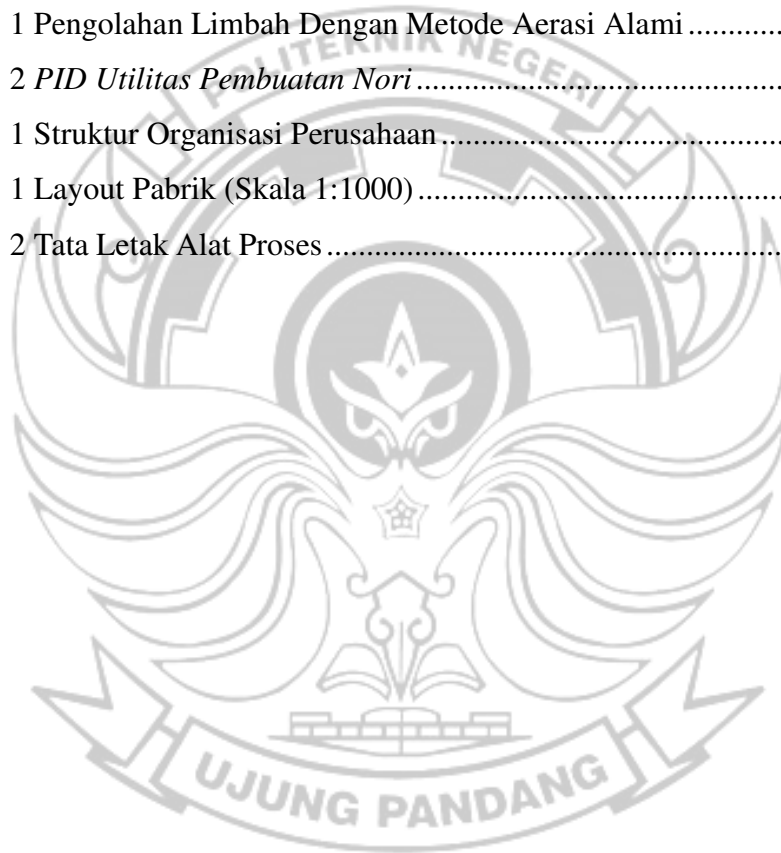 1 Pengolahan Limbah Dengan Metode Aerasi Alami ............
2 PID Utilitas Pembuatan Nori ..............................................
1 Struktur Organisasi Perusahaan ...........................................
1 Layout Pabrik (Skala 1:1000) ..............................................
2 Tata Letak Alat Proses .........................................................
POLITEKNIK NEGERI
UJUNG PANDANG